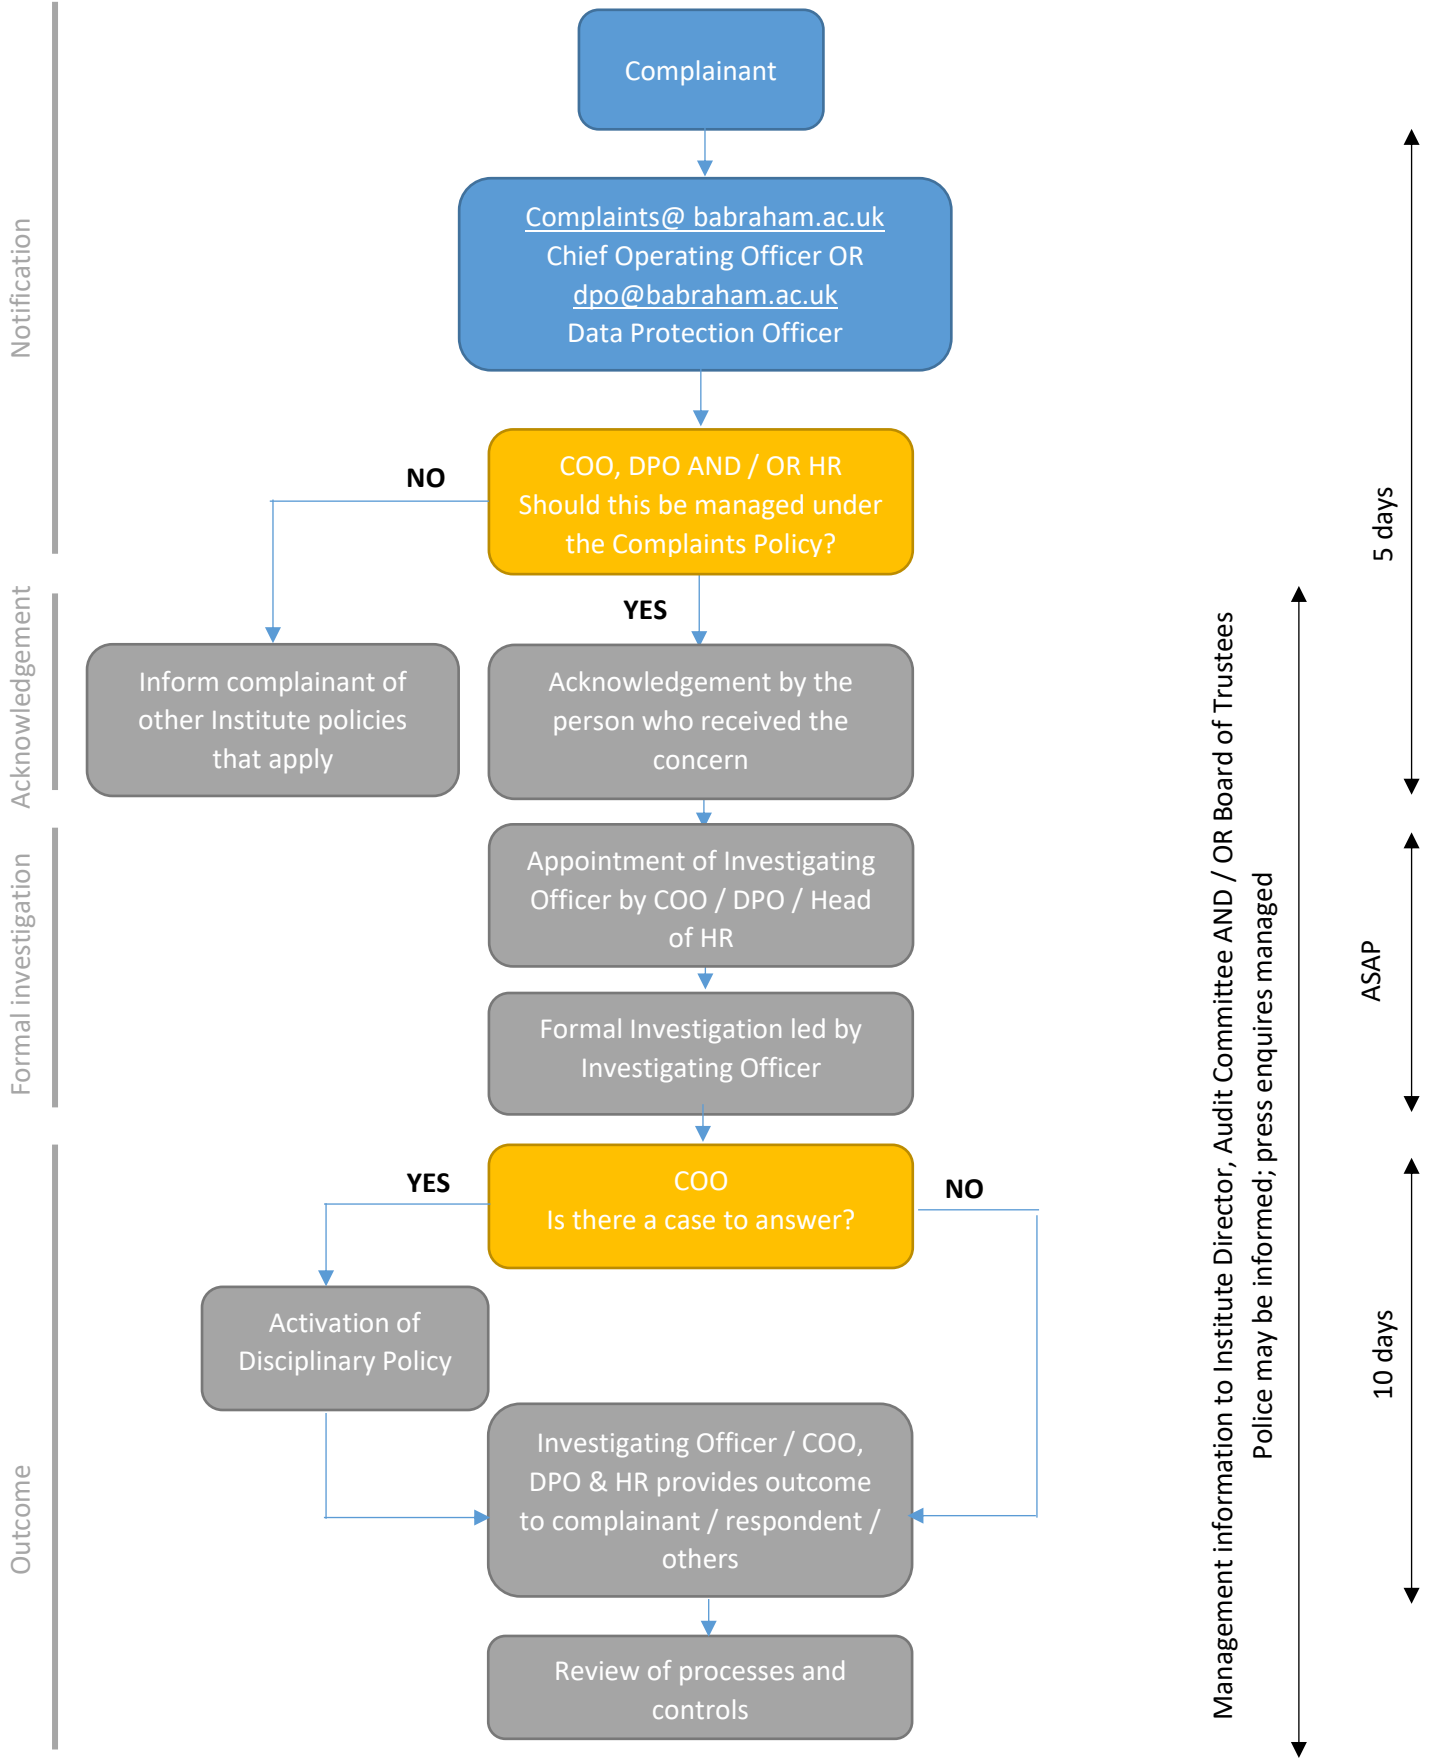 Complainant
Complaints@ babraham.ac.uk
Chief Operating Officer OR
dpo@babraham.ac.uk
Data Protection Officer
Notification
COO, DPO AND / OR HR
Should this be managed under
the Complaints Policy?
NO
YES
5 days
Acknowledgement
Inform complainant of
other Institute policies
that apply
Acknowledgement by the
person who received the
concern
Formal investigation
Appointment of Investigating
Officer by COO / DPO / Head
of HR
Formal Investigation led by
Investigating Officer
ASAP
Management information to Institute Director, Audit Committee AND / OR Board of Trustees
Police may be informed; press enquires managed
Outcome
COO
Is there a case to answer?
YES
NO
Activation of
Disciplinary Policy
10 days
Investigating Officer / COO,
DPO & HR provides outcome
to complainant / respondent /
others
Review of processes and
controls